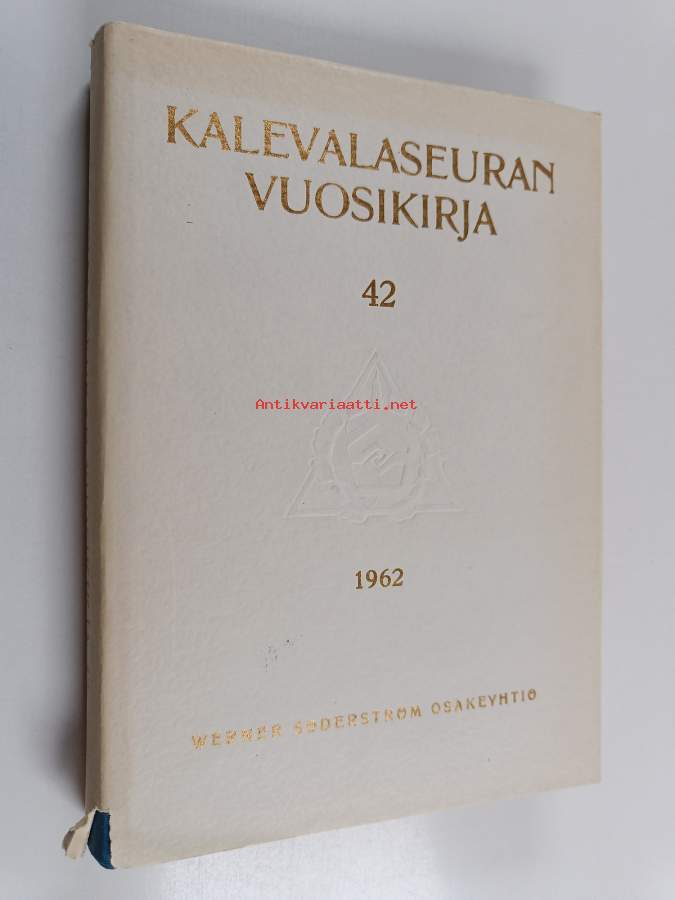 KALEVALASEURAN
VUOSIKIRJA
42
Antikvariaatti.net
1962
WERNER SÖDERSTRÖM OSAKEYHTIÖ